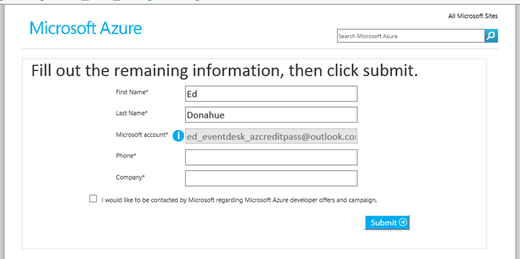 All Microsoft Sites
Microsoft Azure
Search Microsoft Azure
Fill out the remaining information, then click submit.
First Name*
Ed
Last Name*
Donahue
Microsoft account*
ed_eventdesk_azcreditpass@outlook.co
Phone*
Company*
I would like to be contacted by Microsoft regarding Microsoft Azure developer offers and campaign.
Submit